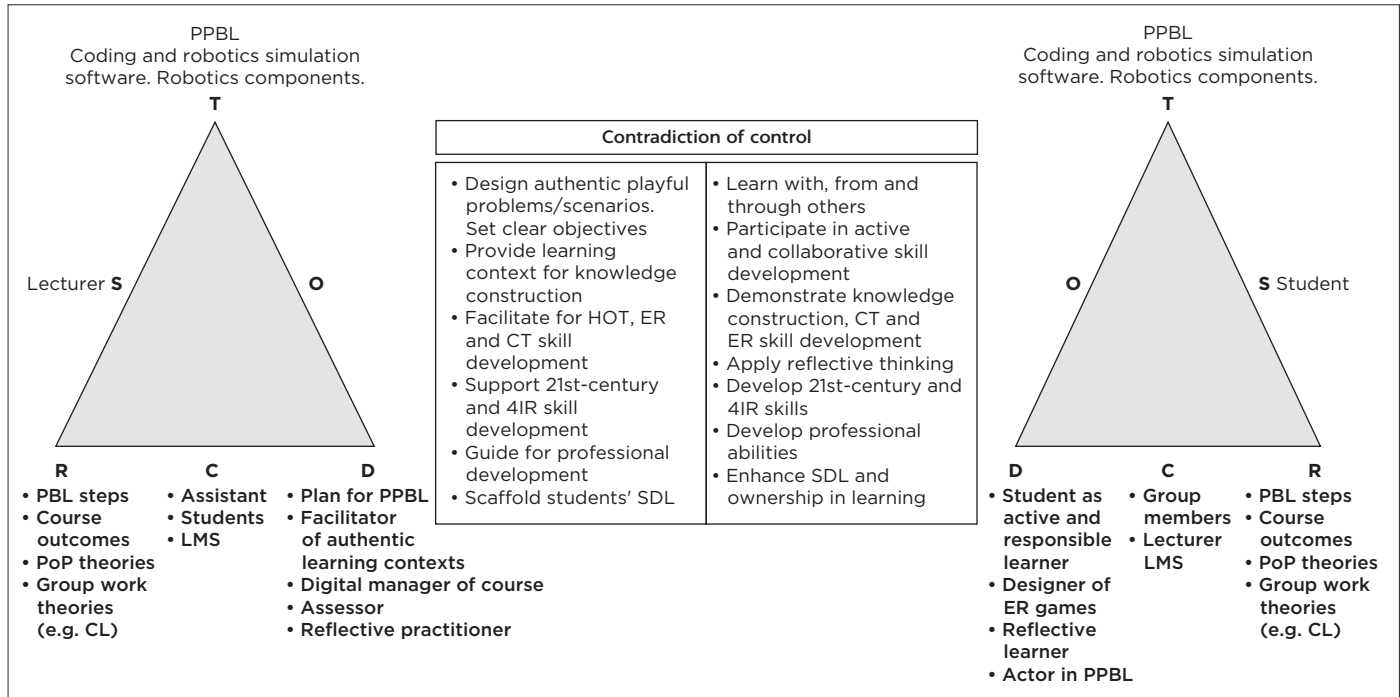 PPBL
Coding and robotics simulation
software. Robotics components.
T
Lecturer S
O
R
• PBL steps
• Course
outcomes
• PoP theories
• Group work
theories
(e.g. CL)
C
• Assistant
• Students
• LMS
D
• Plan for PPBL
• Facilitator
of authentic
learning contexts
• Digital manager of course
• Assessor
• Reflective practitioner
Contradiction of control
• Design authentic playful
problems/scenarios.
Set clear objectives
• Provide learning
context for knowledge
construction
• Facilitate for HOT, ER
and CT skill
development
• Support 21st-century
and 4IR skill
development
• Guide for professional
development
• Scaffold students' SDL
• Learn with, from and
through others
• Participate in active
and collaborative skill
development
• Demonstrate knowledge
construction, CT and
ER skill development
• Apply reflective thinking
• Develop 21st-century and
4IR skills
• Develop professional
abilities
• Enhance SDL and
ownership in learning
PPBL
Coding and robotics simulation
software. Robotics components.
T
O
S Student
D
• Student as
active and
responsible
learner
• Designer of
ER games
• Reflective
learner
• Actor in PPBL
C
• Group
members
• Lecturer
LMS
R
• PBL steps
• Course
outcomes
• PoP theories
• Group work
theories
(e.g. CL)